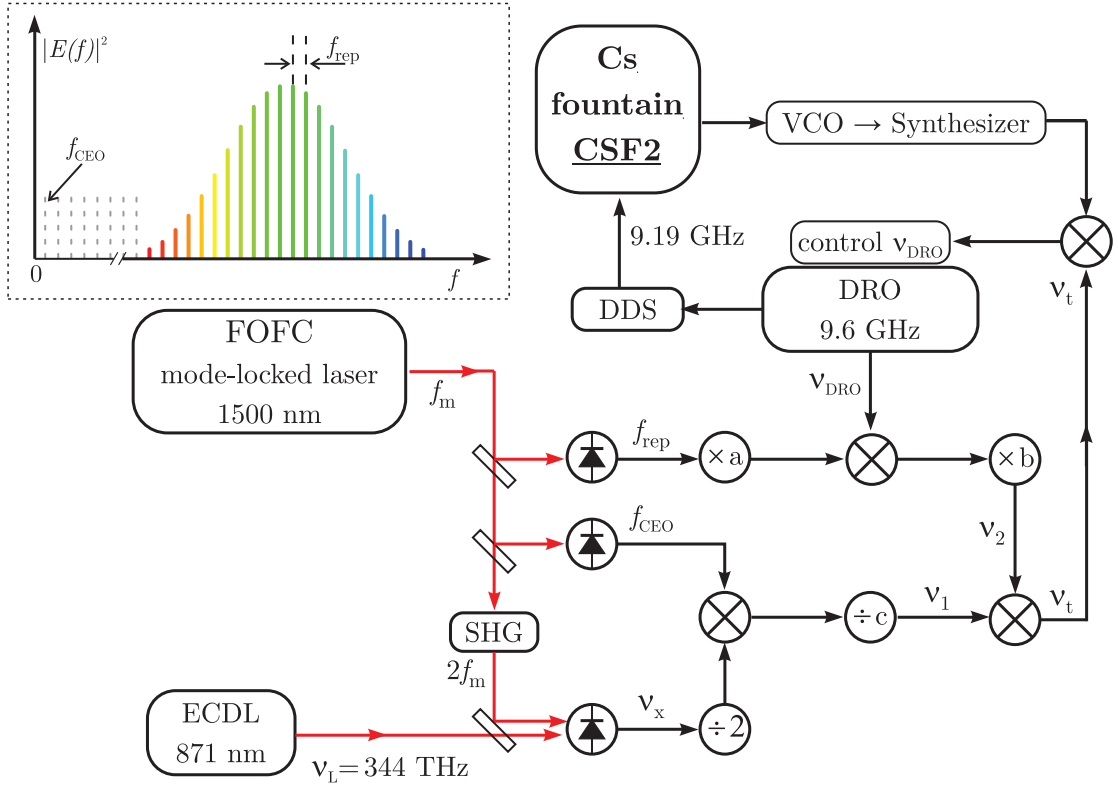 |E(f)|²
f_rep
f_CEO
0
f
Cs
fountain
CSF2
VCO → Synthesizer
9.19 GHz
control ν_DRO
ν_t
DDS
DRO
9.6 GHz
ν_DRO
FOFC
mode-locked laser
1500 nm
f_m
f_rep
×a
×b
f_CEO
ν_2
SHG
÷c
ν_1
ν_t
2f_m
ECDL
871 nm
ν_x
÷2
ν_L= 344 THz